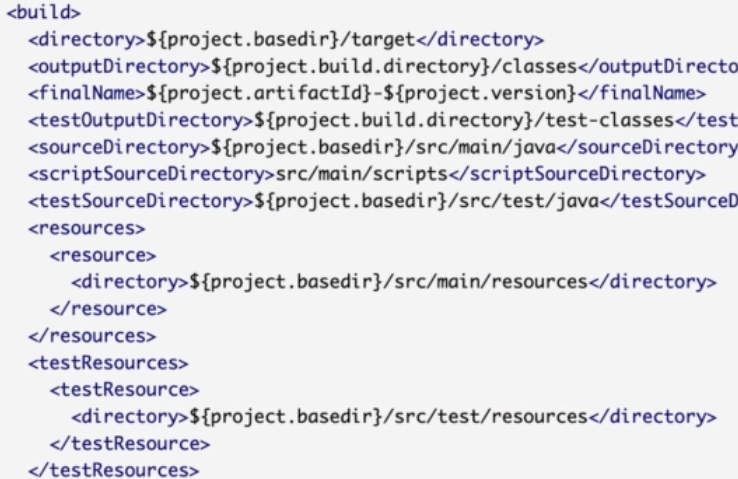 <build>
<directory>${project.basedir}/target</directory>
<outputDirectory>${project.build.directory}/classes</outputDirecto
<finalName>${project.artifactId}-${project.version}</finalName>
<testOutputDirectory>${project.build.directory}/test-classes</test
<sourceDirectory>${project.basedir}/src/main/java</sourceDirectory
<scriptSourceDirectory>src/main/scripts</scriptSourceDirectory>
<testSourceDirectory>${project.basedir}/src/test/java</testSourceD
<resources>
<resource>
<directory>${project.basedir}/src/main/resources</directory>
</resource>
</resources>
<testResources>
<testResource>
<directory>${project.basedir}/src/test/resources</directory>
</testResource>
</testResources>